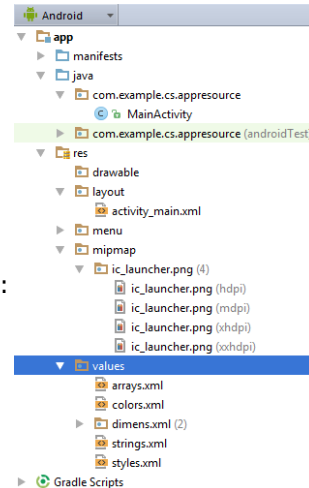 Android
app
manifests
java
com.example.cs.appresource
MainActivity
com.example.cs.appresource (androidTest)
res
drawable
layout
activity_main.xml
menu
mipmap
ic_launcher.png (4)
ic_launcher.png (hdpi)
:
ic_launcher.png (mdpi)
ic_launcher.png (xhdpi)
ic_launcher.png (xxhdpi)
values
arrays.xml
colors.xml
dimens.xml (2)
strings.xml
styles.xml
Gradle Scripts